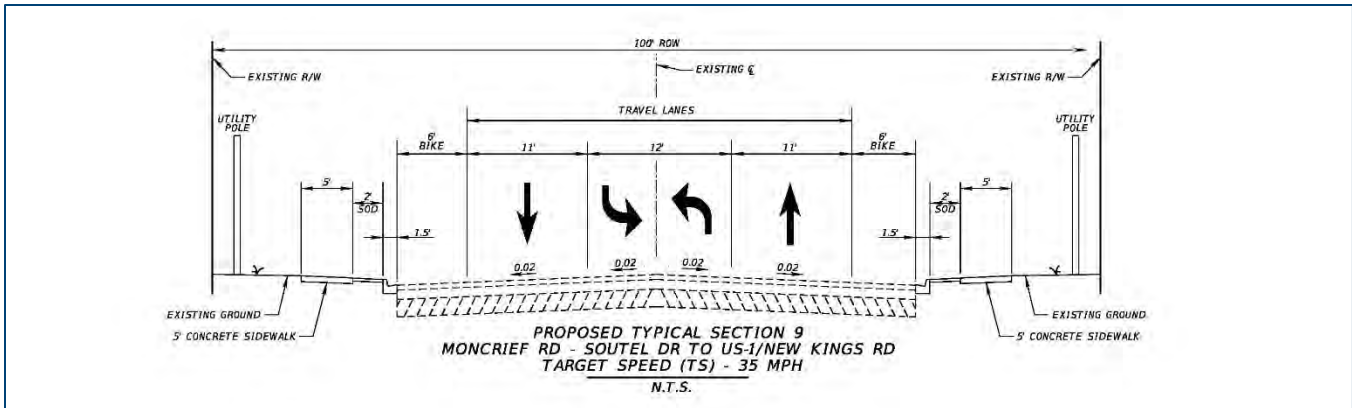 100' ROW
EXISTING R/W
EXISTING ℄
EXISTING R/W
TRAVEL LANES
UTILITY
POLE
UTILITY
POLE
6'
BIKE
11'
12'
11'
6'
BIKE
5'
2'
SOD
1.5'
5'
2'
SOD
1.5'
0.02
0.02
0.02
0.02
EXISTING GROUND
5' CONCRETE SIDEWALK
EXISTING GROUND
5' CONCRETE SIDEWALK
PROPOSED TYPICAL SECTION 9
MONCRIEF RD - SOUTEL DR TO US-1/NEW KINGS RD
TARGET SPEED (TS) - 35 MPH
N.T.S.